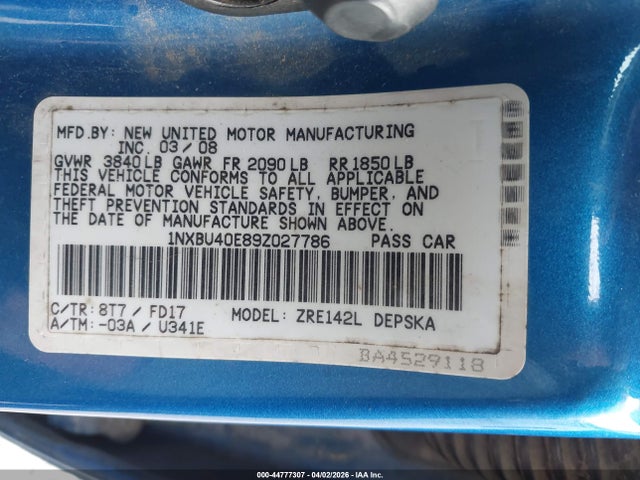 MFD.BY: NEW UNITED MOTOR MANUFACTURING
INC. 03/08
GVWR 3840LB GAWR FR 2090LB RR 1850LB
THIS VEHICLE CONFORMS TO ALL APPLICABLE
FEDERAL MOTOR VEHICLE SAFETY, BUMPER, AND
THEFT PREVENTION STANDARDS IN EFFECT ON
THE DATE OF MANUFACTURE SHOWN ABOVE.
1NXBU40E89Z027786 PASS CAR
C/TR: 8T7 / FD17 MODEL: ZRE142L DEPSKA
A/TM: -03A / U341E
BA4529118
000-44777307 - 04/02/2026 - IAA Inc.